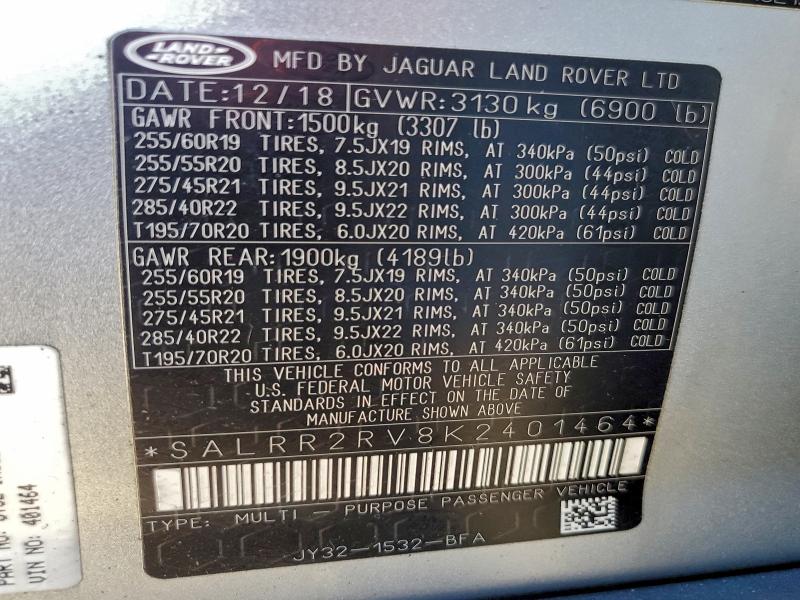 LAND ROVER
MFD BY JAGUAR LAND ROVER LTD
DATE:12/18 GVWR:3130kg (6900 lb)
GAWR FRONT:1500kg (3307 lb)
255/60R19 TIRES, 7.5JX19 RIMS, AT 340kPa (50psi) COLD
255/55R20 TIRES, 8.5JX20 RIMS, AT 300kPa (44psi) COLD
275/45R21 TIRES, 9.5JX21 RIMS, AT 300kPa (44psi) COLD
285/40R22 TIRES, 9.5JX22 RIMS, AT 300kPa (44psi) COLD
T195/70R20 TIRES, 6.0JX20 RIMS, AT 420kPa (61psi) COLD
GAWR REAR:1900kg (4189lb)
255/60R19 TIRES, 7.5JX19 RIMS, AT 340kPa (50psi) COLD
255/55R20 TIRES, 8.5JX20 RIMS, AT 340kPa (50psi) COLD
275/45R21 TIRES, 9.5JX21 RIMS, AT 340kPa (50psi) COLD
285/40R22 TIRES, 9.5JX22 RIMS, AT 340kPa (50psi) COLD
T195/70R20 TIRES, 6.0JX20 RIMS, AT 420kPa (61psi) COLD
THIS VEHICLE CONFORMS TO ALL APPLICABLE
U.S. FEDERAL MOTOR VEHICLE SAFETY
STANDARDS IN EFFECT ON THE DATE OF
MANUFACTURE SHOWN ABOVE
*SALRR2RV8K2401464*
TYPE: MULTI - PURPOSE PASSENGER VEHICLE
JY32-1532-BFA
PART NO:
VIN NO: 401464